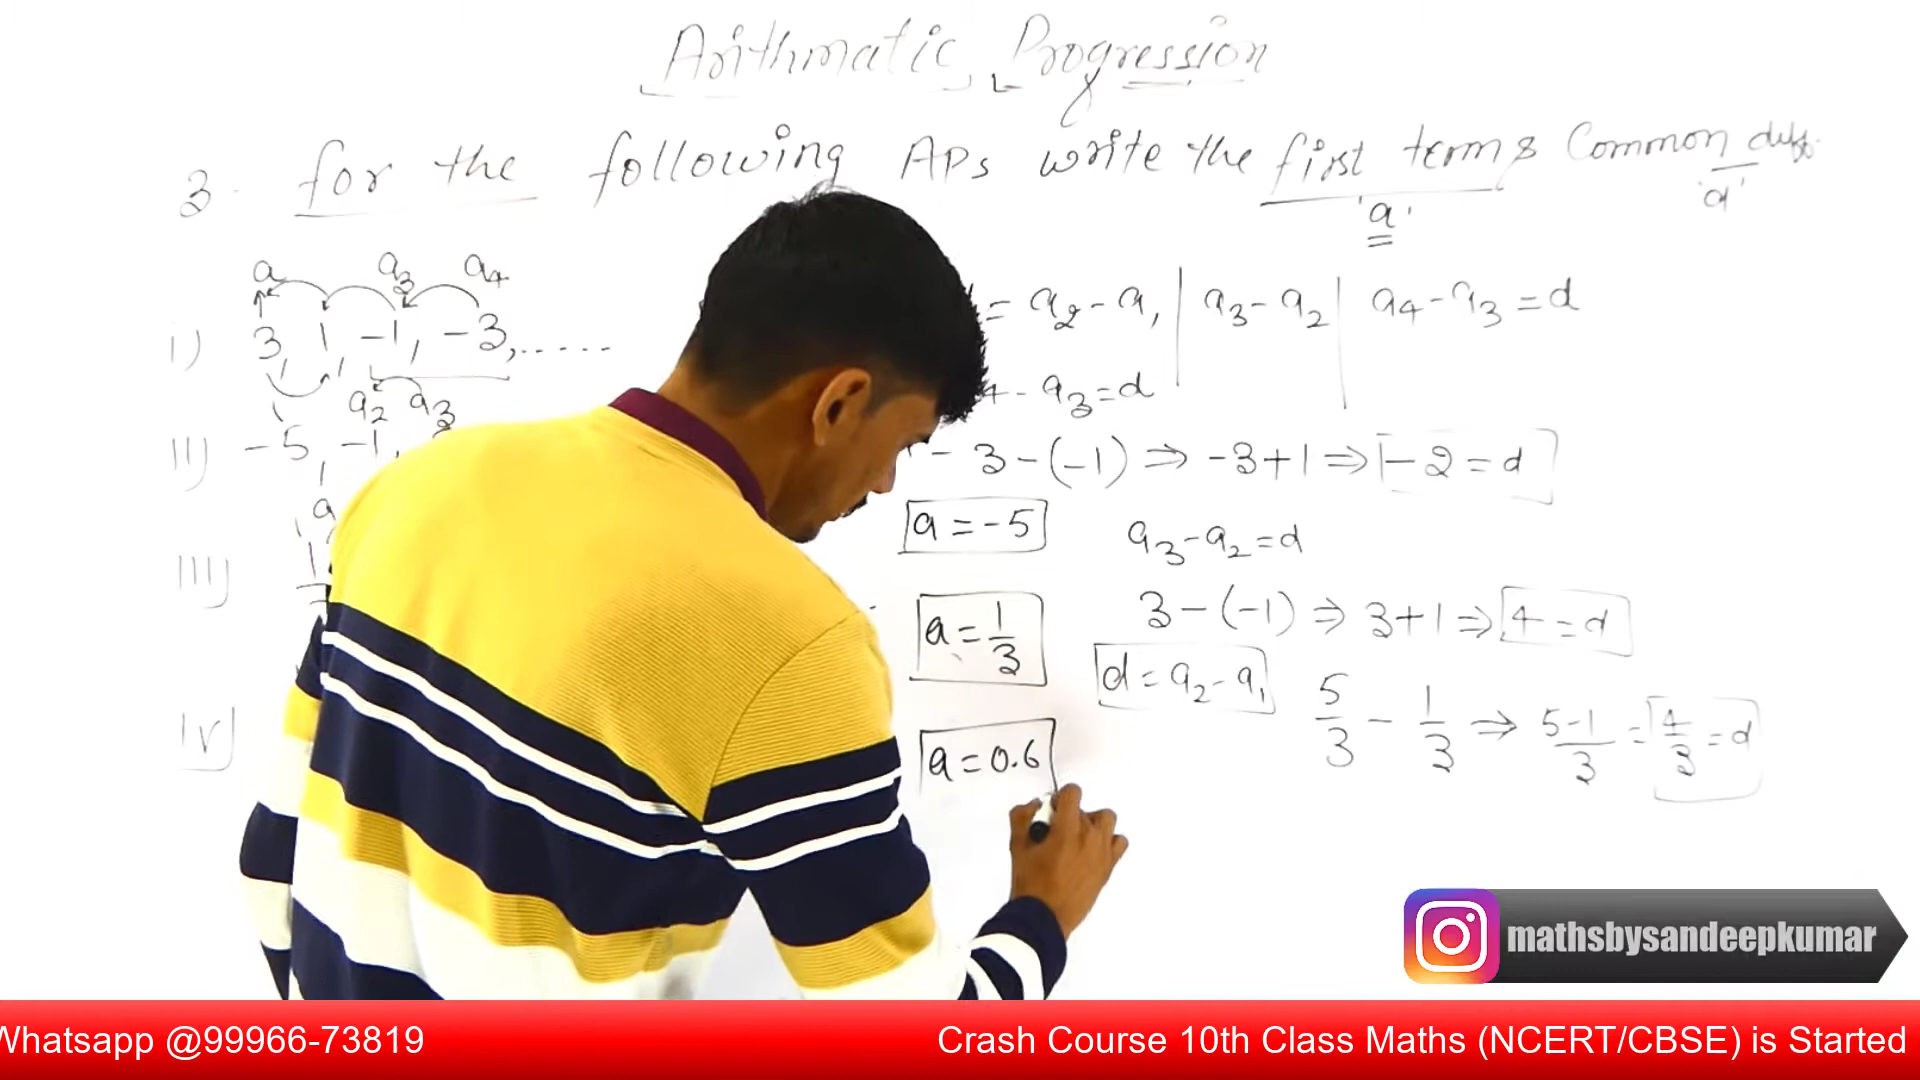 Arithmatic Progression
3. for the following APs write the first terms Common diff.
'a' 'd'
a a3 a4
i) 3, 1, -1, -3, ......
= a2 - a1 | a3 - a2 | a4 - a3 = d
- a3 = d
a2 a3
II) -5, -1,
- 3 - (-1) ⇒ -3+1 ⇒ -2 = d
a = -5
a3 - a2 = d
3 - (-1) ⇒ 3+1 ⇒ 4 = d
III)
a = 1/3
d = a2 - a1
5/3 - 1/3 ⇒ 5-1/3 = 4/3 = d
IV)
a = 0.6
mathsbysandeepkumar
Whatsapp @99966-73819 Crash Course 10th Class Maths (NCERT/CBSE) is Started